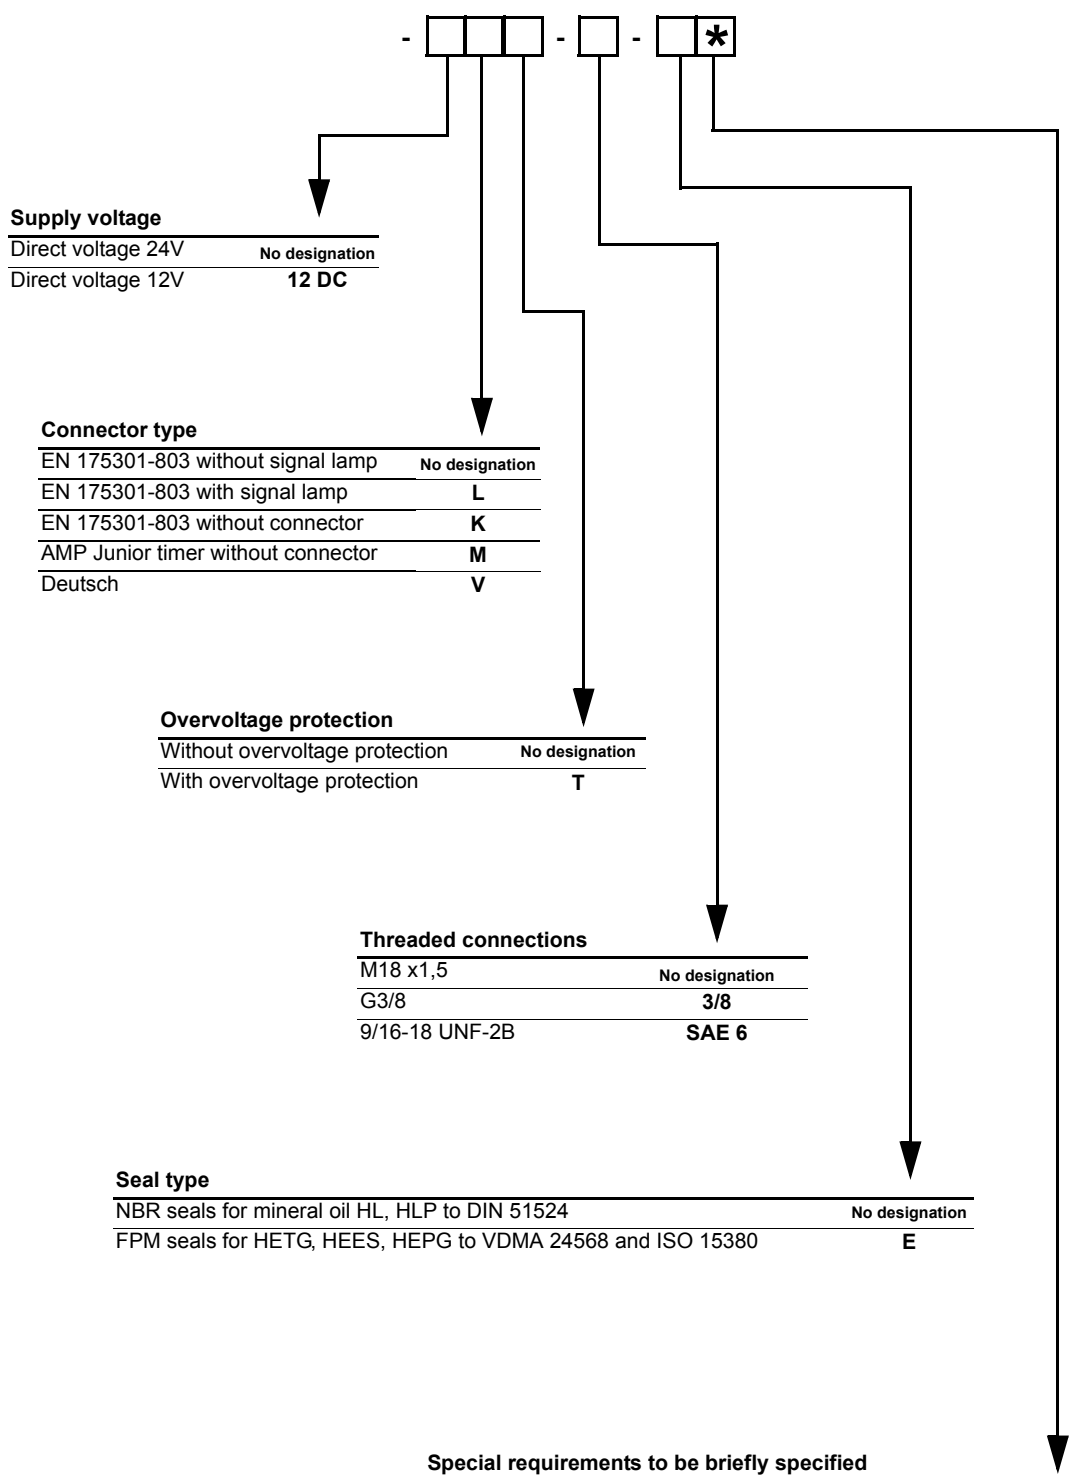 - - - *
Supply voltage
Direct voltage 24V No designation
Direct voltage 12V 12 DC
Connector type
EN 175301-803 without signal lamp No designation
EN 175301-803 with signal lamp L
EN 175301-803 without connector K
AMP Junior timer without connector M
Deutsch V
Overvoltage protection
Without overvoltage protection No designation
With overvoltage protection T
Threaded connections
M18 x1,5 No designation
G3/8 3/8
9/16-18 UNF-2B SAE 6
Seal type
NBR seals for mineral oil HL, HLP to DIN 51524 No designation
FPM seals for HETG, HEES, HEPG to VDMA 24568 and ISO 15380 E
Special requirements to be briefly specified